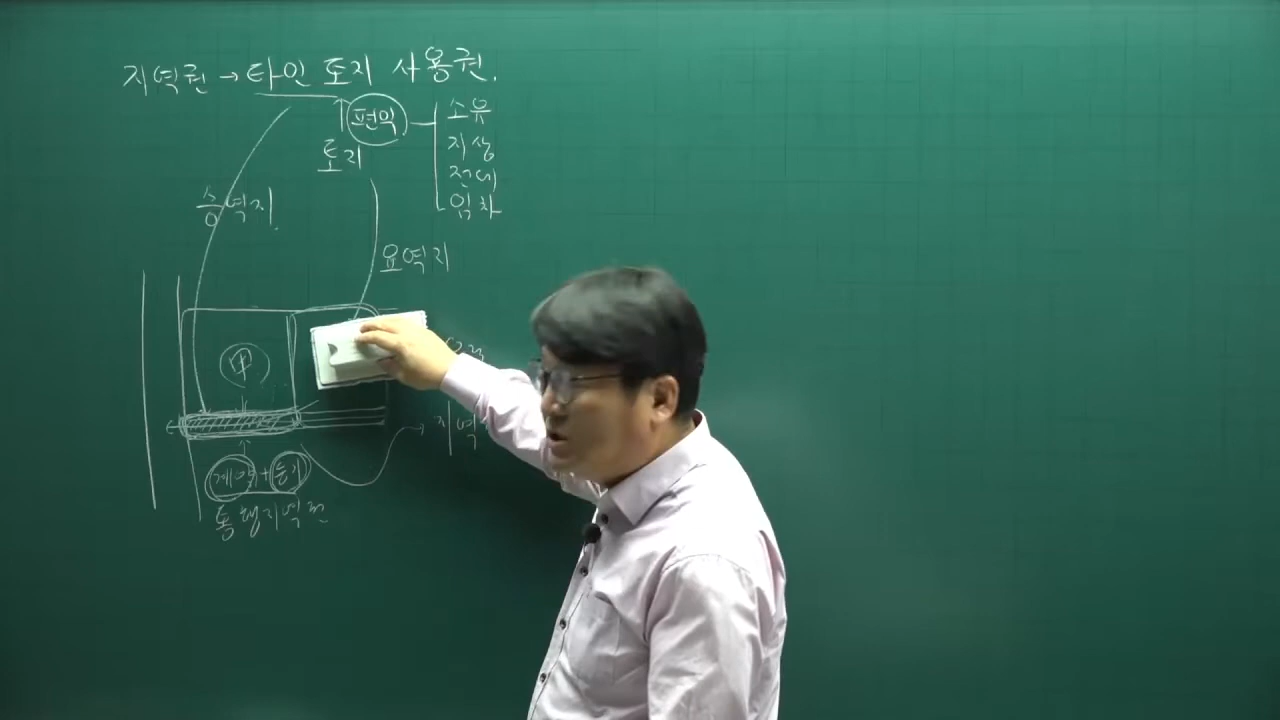 지역권 → 타인 토지 사용권.
편익
소유
토지
지상
전세
임차
승역지
요역지
甲
지역
계약+등기
통행지역권